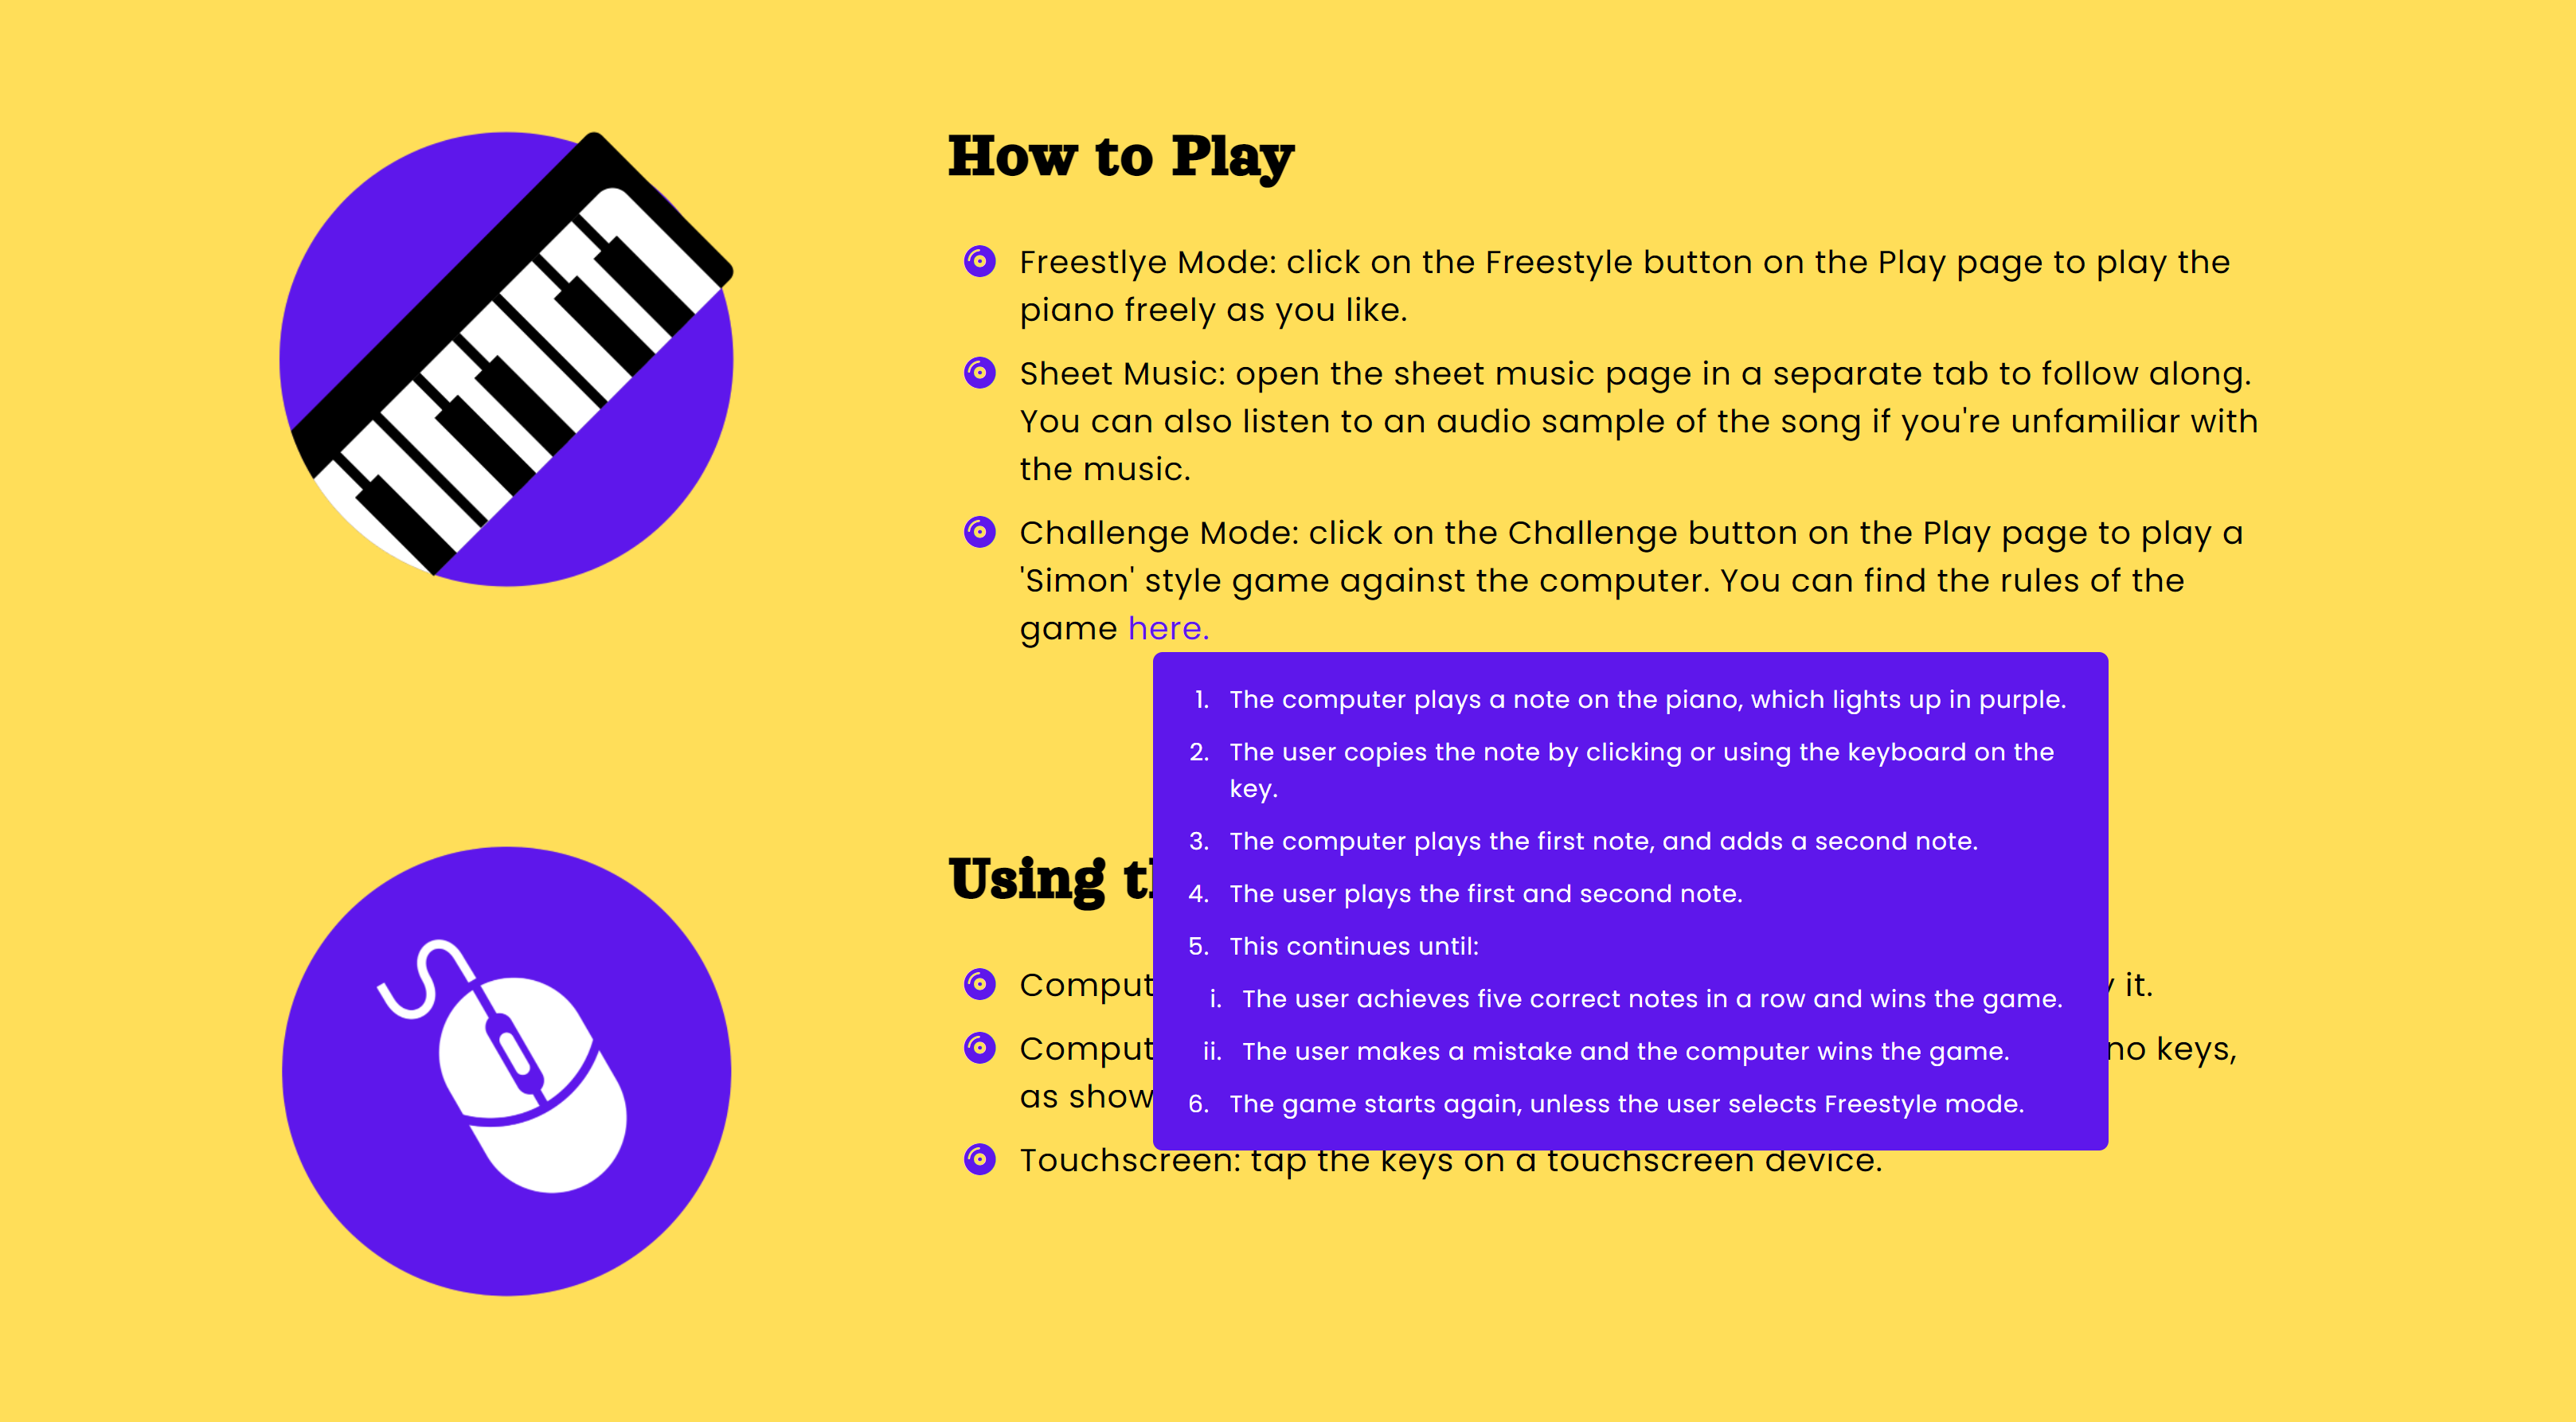 How to Play
Freestlye Mode: click on the Freestyle button on the Play page to play the
piano freely as you like.
Sheet Music: open the sheet music page in a separate tab to follow along.
You can also listen to an audio sample of the song if you're unfamiliar with
the music.
Challenge Mode: click on the Challenge button on the Play page to play a
'Simon' style game against the computer. You can find the rules of the
game here.
1. The computer plays a note on the piano, which lights up in purple.
2. The user copies the note by clicking or using the keyboard on the
key.
3. The computer plays the first note, and adds a second note.
4. The user plays the first and second note.
5. This continues until:
i. The user achieves five correct notes in a row and wins the game.
ii. The user makes a mistake and the computer wins the game.
6. The game starts again, unless the user selects Freestyle mode.
Using
it.
keys,
as
Touchscreen: tap the keys on a touchscreen device.